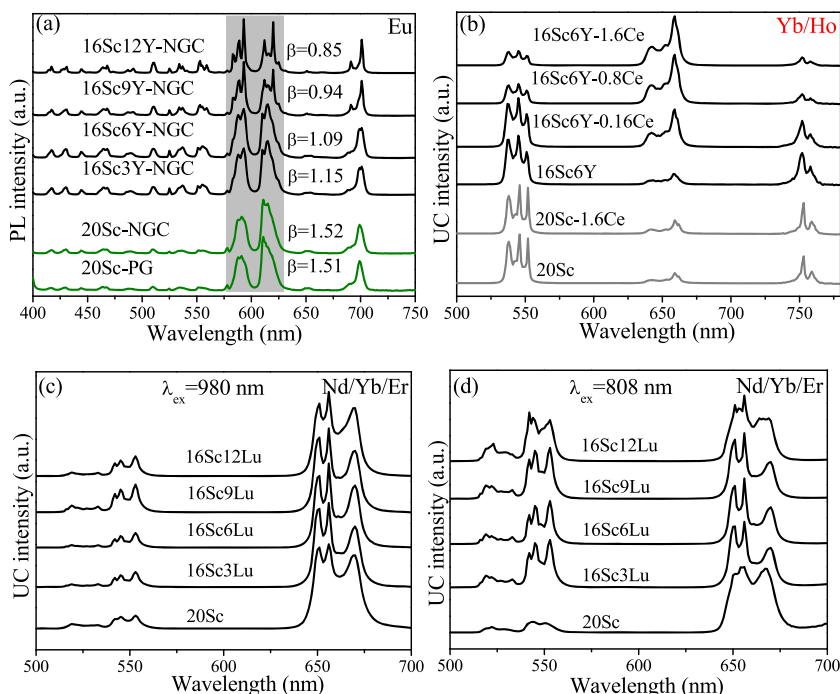 (a)
Eu
16Sc12Y-NGC
β=0.85
16Sc9Y-NGC
β=0.94
16Sc6Y-NGC
β=1.09
16Sc3Y-NGC
β=1.15
20Sc-NGC
β=1.52
20Sc-PG
β=1.51
PL intensity (a.u.)
400 450 500 550 600 650 700 750
Wavelength (nm)
(b)
Yb/Ho
16Sc6Y-1.6Ce
16Sc6Y-0.8Ce
16Sc6Y-0.16Ce
16Sc6Y
20Sc-1.6Ce
20Sc
UC intensity (a.u.)
500 550 600 650 700 750
Wavelength (nm)
(c)
λex=980 nm
Nd/Yb/Er
16Sc12Lu
16Sc9Lu
16Sc6Lu
16Sc3Lu
20Sc
UC intensity (a.u.)
500 550 600 650 700
Wavelength (nm)
(d)
λex=808 nm
Nd/Yb/Er
16Sc12Lu
16Sc9Lu
16Sc6Lu
16Sc3Lu
20Sc
UC intensity (a.u.)
500 550 600 650 700
Wavelength (nm)